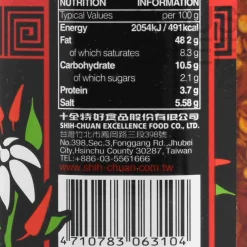 NUTRITION INFORMATION
Typical Values per 100 g
Energy 2054kJ / 491kcal
Fat 48.2 g
of which saturates 8.3 g
Carbohydrate 10.5 g
of which sugars 2.1 g
Protein 3.7 g
Salt 5.58 g
十全特好食品股份有限公司
SHIH-CHUAN EXCELLENCE FOOD CO., LTD.
台灣竹北市鳳岡路三段398號
No.398,Sec.3,Fonggang Rd.,Jhubei
City,Hsinchu County 302,Taiwan
TEL:+886-03-5561666
www.shih-chuan.com.tw
4 710783 063104